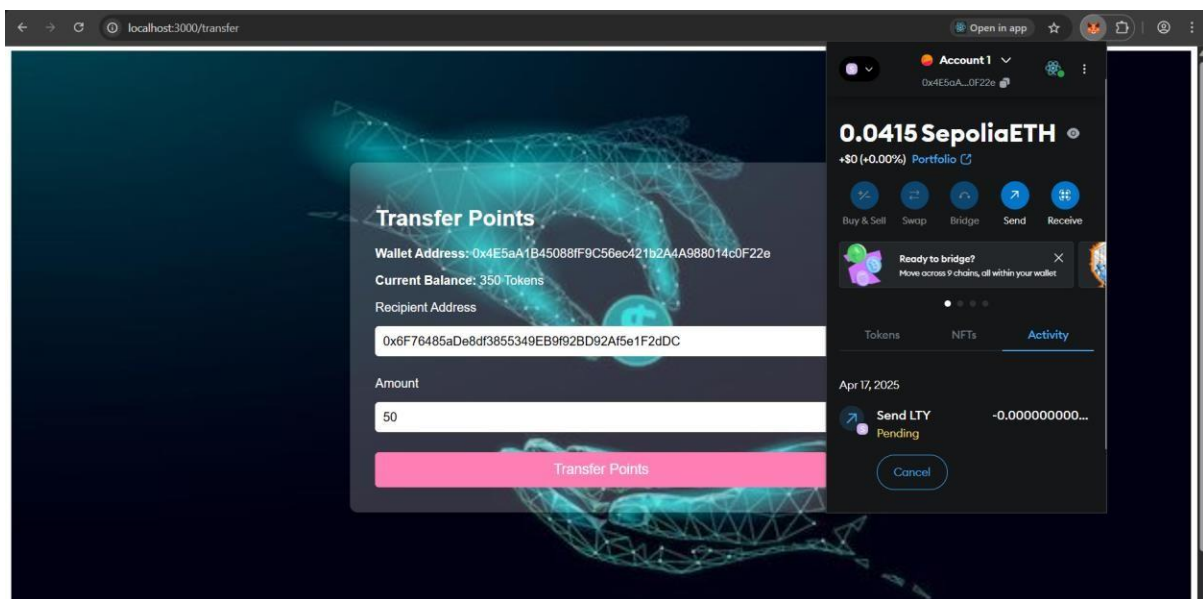 localhost:3000/transfer
Open in app
Transfer Points
Wallet Address: 0x4E5aA1B45088fF9C56ec421b2A4A988014c0F22e
Current Balance: 350 Tokens
Recipient Address
0x6F76485aDe8df3855349EB9f92BD92Af5e1F2dDC
Amount
50
Transfer Points
Account 1
0x4E5aA...0F22e
0.0415 SepoliaETH
+$0 (+0.00%) Portfolio
Buy & Sell Swap Bridge Send Receive
Ready to bridge?
Move across 9 chains, all within your wallet
Tokens NFTs Activity
Apr 17, 2025
Send LTY -0.000000000...
Pending
Cancel